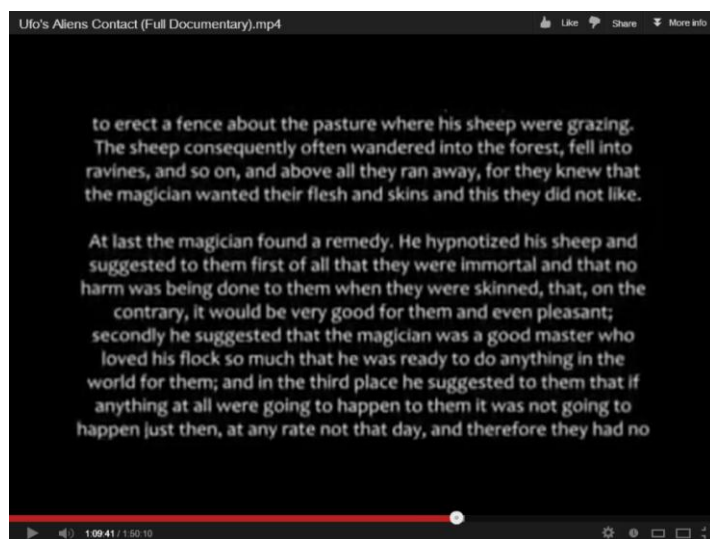 Ufo's Aliens Contact (Full Documentary).mp4
Like Share More info
to erect a fence about the pasture where his sheep were grazing.
The sheep consequently often wandered into the forest, fell into
ravines, and so on, and above all they ran away, for they knew that
the magician wanted their flesh and skins and this they did not like.
At last the magician found a remedy. He hypnotized his sheep and
suggested to them first of all that they were immortal and that no
harm was being done to them when they were skinned, that, on the
contrary, it would be very good for them and even pleasant;
secondly he suggested that the magician was a good master who
loved his flock so much that he was ready to do anything in the
world for them; and in the third place he suggested to them that if
anything at all were going to happen to them it was not going to
happen just then, at any rate not that day, and therefore they had no
1:09:41 / 1:50:10